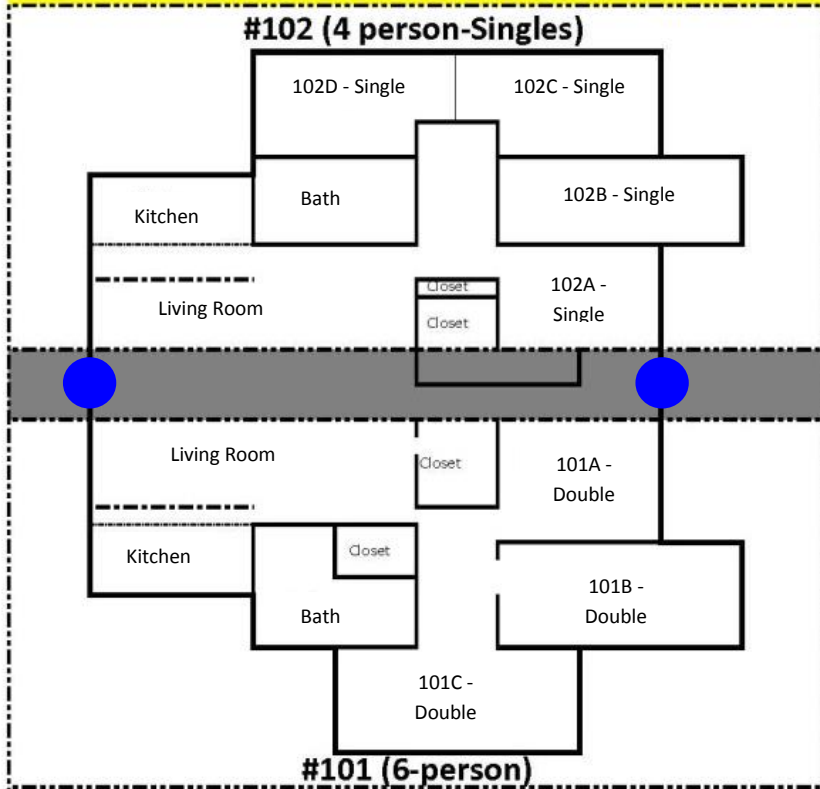 #102 (4 person-Singles)
102D - Single
102C - Single
Kitchen
Bath
102B - Single
Living Room
Closet
Closet
102A -
Single
Living Room
Closet
101A -
Double
Kitchen
Closet
Bath
101B -
Double
101C -
Double
#101 (6-person)